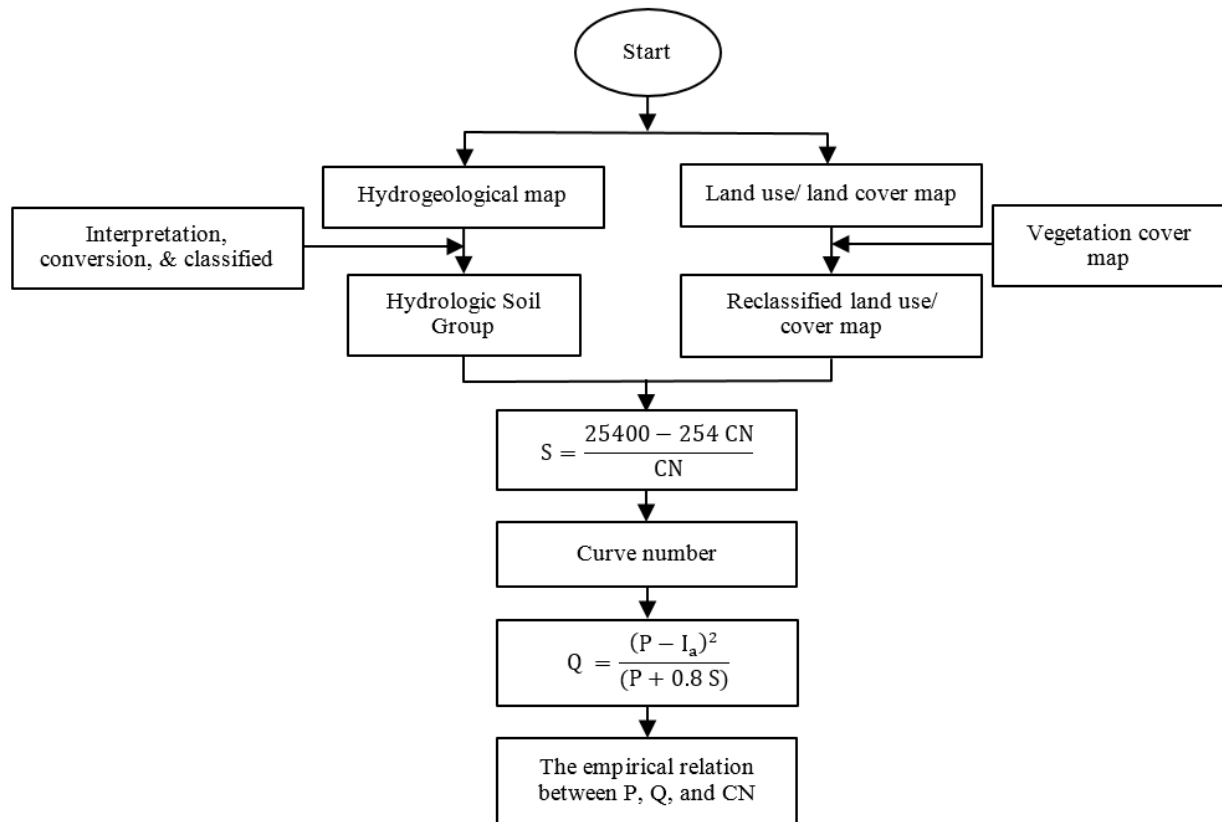 Start
Hydrogeological map
Land use/ land cover map
Interpretation,
conversion, & classified
Vegetation cover
map
Hydrologic Soil
Group
Reclassified land use/
cover map
S = (25400 − 254 CN) / CN
Curve number
Q = (P − Iₐ)² / (P + 0.8 S)
The empirical relation
between P, Q, and CN